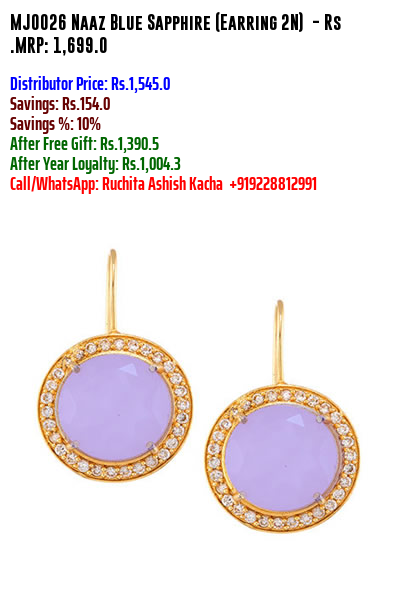 MJ0026 Naaz Blue Sapphire (Earring 2N) - Rs
.MRP: 1,699.0
Distributor Price: Rs.1,545.0
Savings: Rs.154.0
Savings %: 10%
After Free Gift: Rs.1,390.5
After Year Loyalty: Rs.1,004.3
Call/WhatsApp: Ruchita Ashish Kacha +919228812991